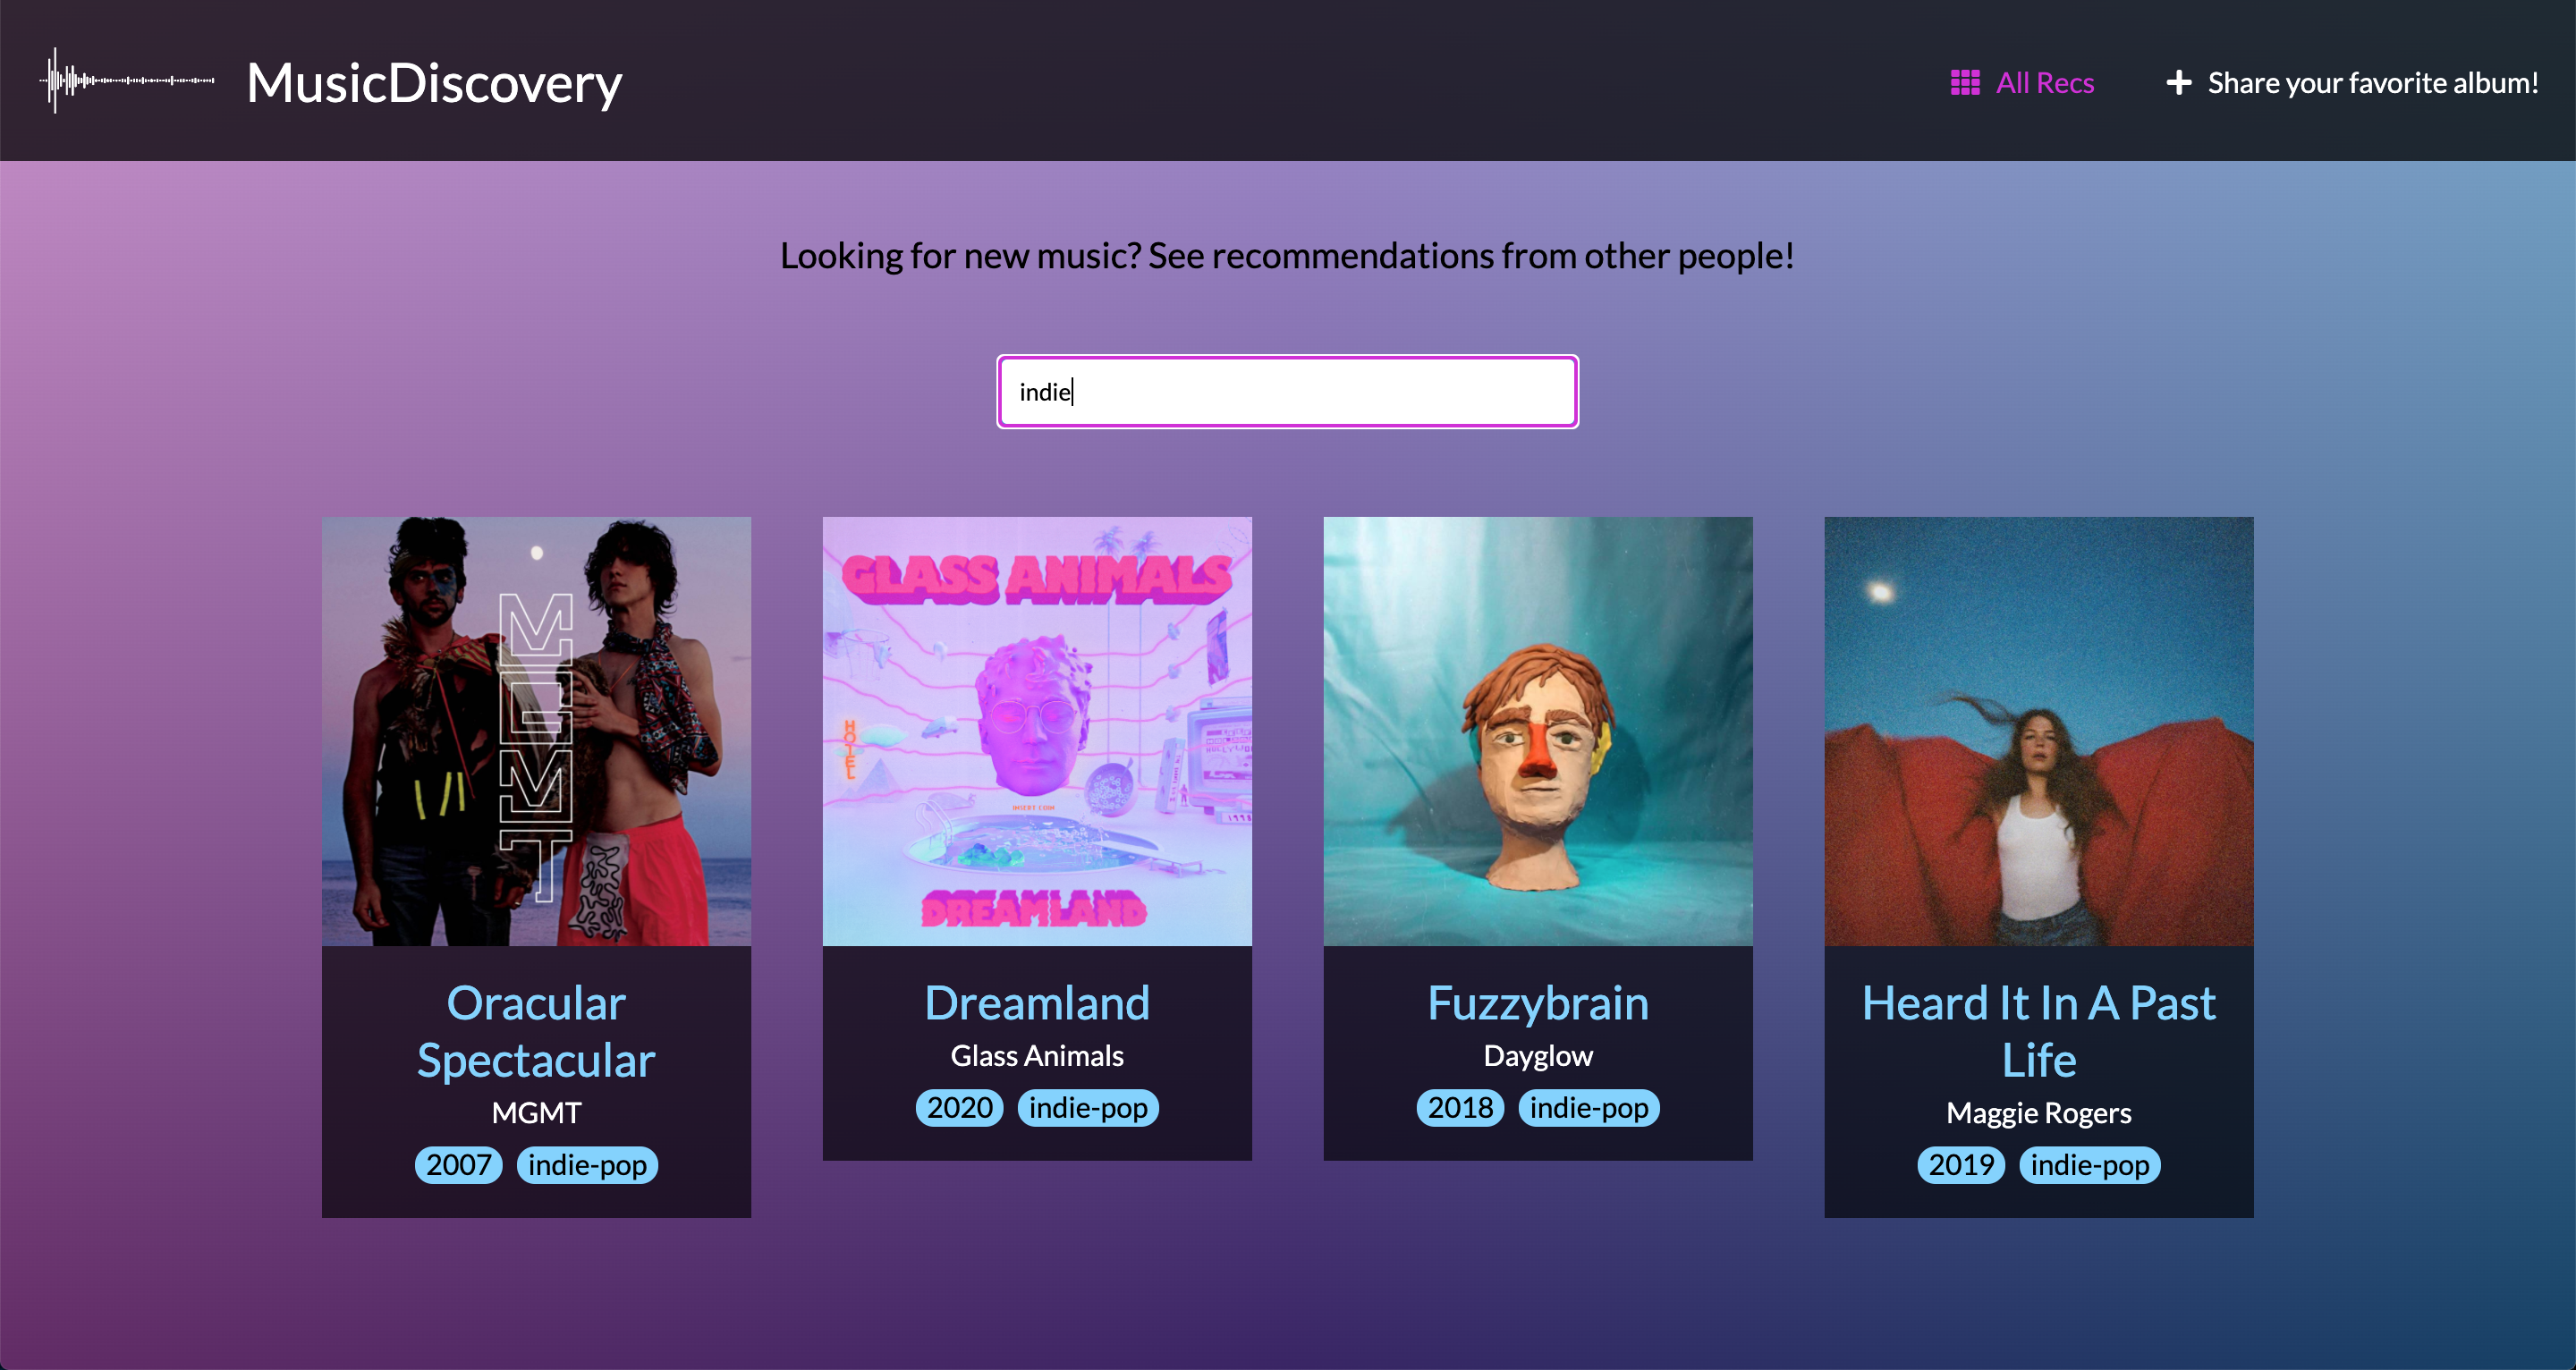 MusicDiscovery
All Recs
Share your favorite album!
Looking for new music? See recommendations from other people!
indie
MGMT
GLASS ANIMALS
HOTEL
INSERT COIN
DREAMLAND
Oracular
Spectacular
MGMT
2007 indie-pop
Dreamland
Glass Animals
2020 indie-pop
Fuzzybrain
Dayglow
2018 indie-pop
Heard It In A Past
Life
Maggie Rogers
2019 indie-pop